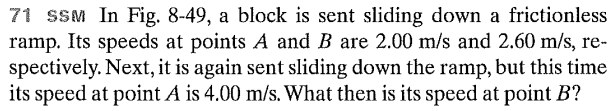 71 SSM In Fig. 8-49, a block is sent sliding down a frictionless
ramp. Its speeds at points A and B are 2.00 m/s and 2.60 m/s, re-
spectively. Next, it is again sent sliding down the ramp, but this time
its speed at point A is 4.00 m/s. What then is its speed at point B?